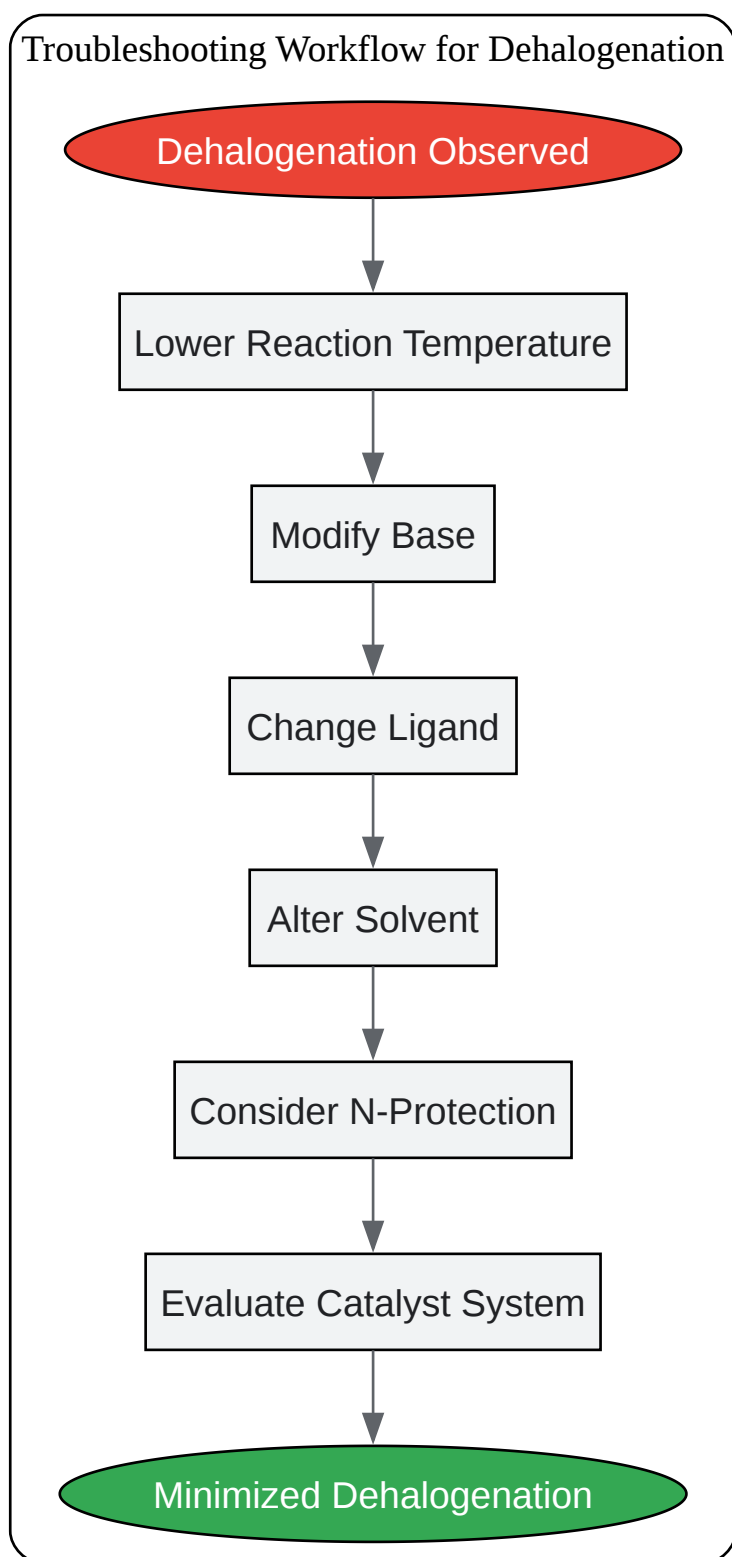 Troubleshooting Workflow for Dehalogenation
Dehalogenation Observed
Lower Reaction Temperature
Modify Base
Change Ligand
Alter Solvent
Consider N-Protection
Evaluate Catalyst System
Minimized Dehalogenation